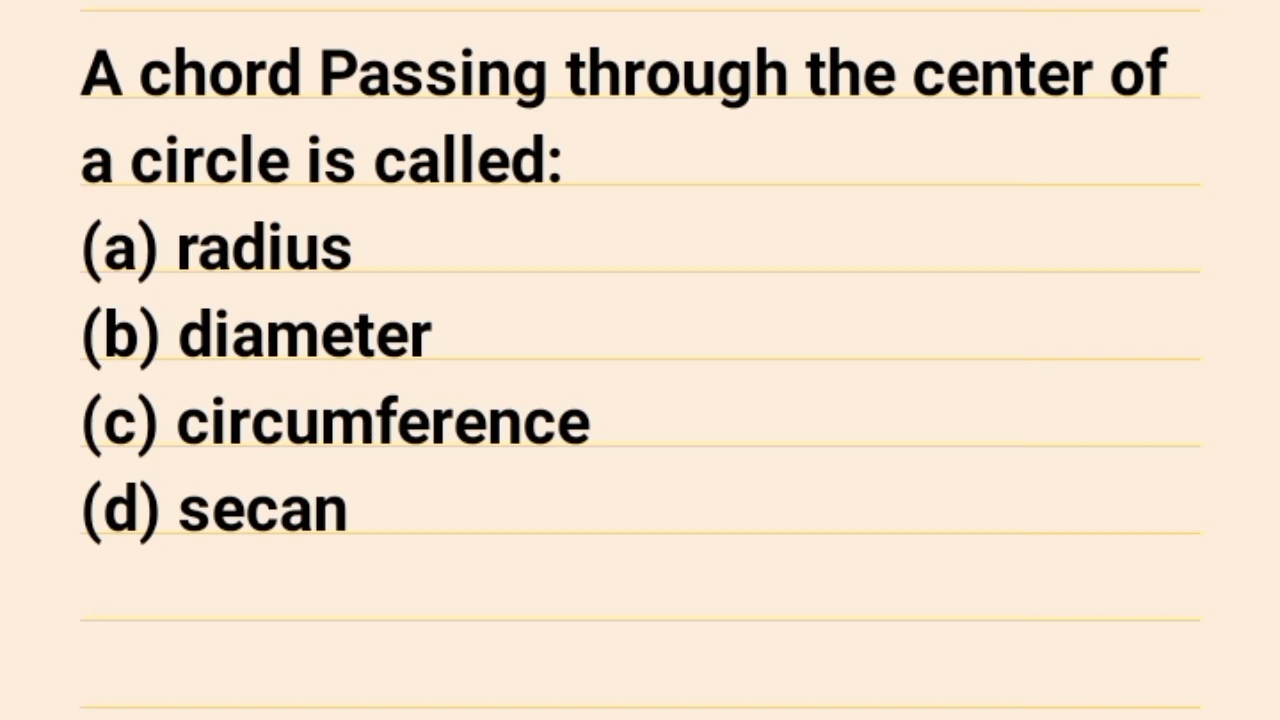 A chord Passing through the center of
a circle is called:
(a) radius
(b) diameter
(c) circumference
(d) secan